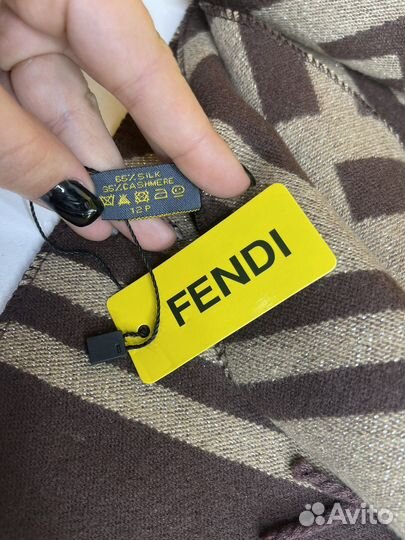 65% SILK
35% CASHMERE
12 P
FENDI
Avito